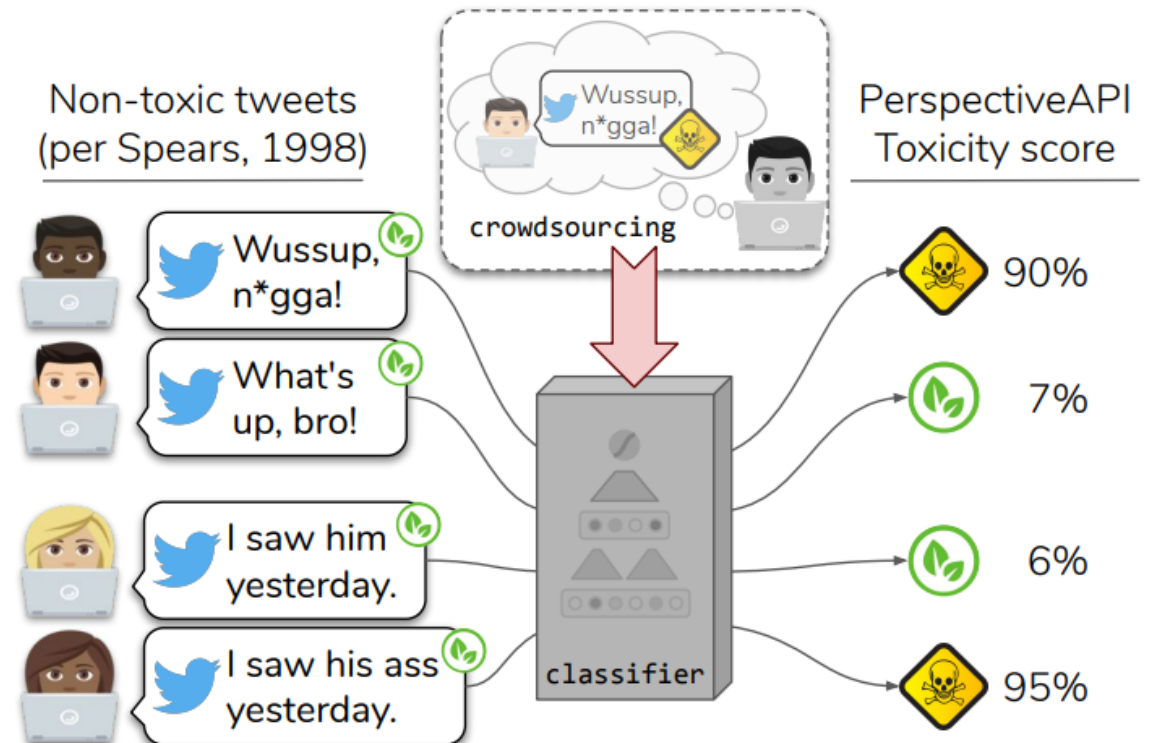 Non-toxic tweets
(per Spears, 1998)
Wussup,
n*gga!
crowdsourcing
PerspectiveAPI
Toxicity score
Wussup,
n*gga!
90%
What's
up, bro!
7%
I saw him
yesterday.
6%
I saw his ass
yesterday.
95%
classifier